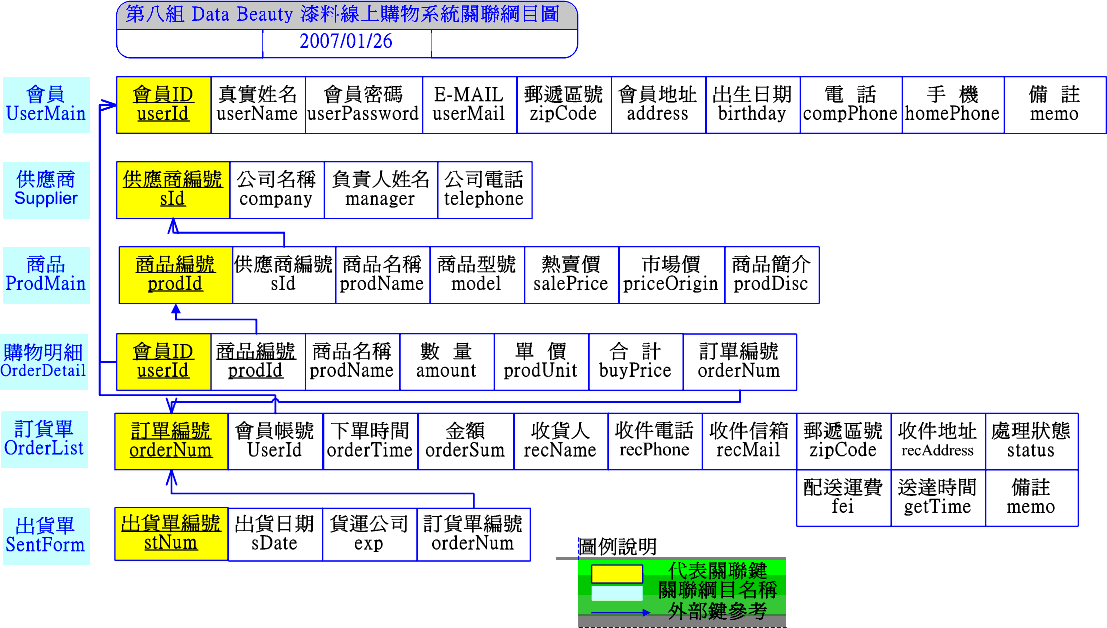 第八組 Data Beauty 漆料線上購物系統關聯綱目圖
2007/01/26
會員
UserMain
會員ID
userId
真實姓名
userName
會員密碼
userPassword
E-MAIL
userMail
郵遞區號
zipCode
會員地址
address
出生日期
birthday
電 話
compPhone
手 機
homePhone
備 註
memo
供應商
Supplier
供應商編號
sId
公司名稱
company
負責人姓名
manager
公司電話
telephone
商品
ProdMain
商品編號
prodId
供應商編號
sId
商品名稱
prodName
商品型號
model
熱賣價
salePrice
市場價
priceOrigin
商品簡介
prodDisc
購物明細
OrderDetail
會員ID
userId
商品編號
prodId
商品名稱
prodName
數 量
amount
單 價
prodUnit
合 計
buyPrice
訂單編號
orderNum
訂貨單
OrderList
訂單編號
orderNum
會員帳號
UserId
下單時間
orderTime
金額
orderSum
收貨人
recName
收件電話
recPhone
收件信箱
recMail
郵遞區號
zipCode
收件地址
recAddress
處理狀態
status
配送運費
fei
送達時間
getTime
備註
memo
出貨單
SentForm
出貨單編號
stNum
出貨日期
sDate
貨運公司
exp
訂貨單編號
orderNum
圖例說明
代表關聯鍵
關聯綱目名稱
外部鍵參考